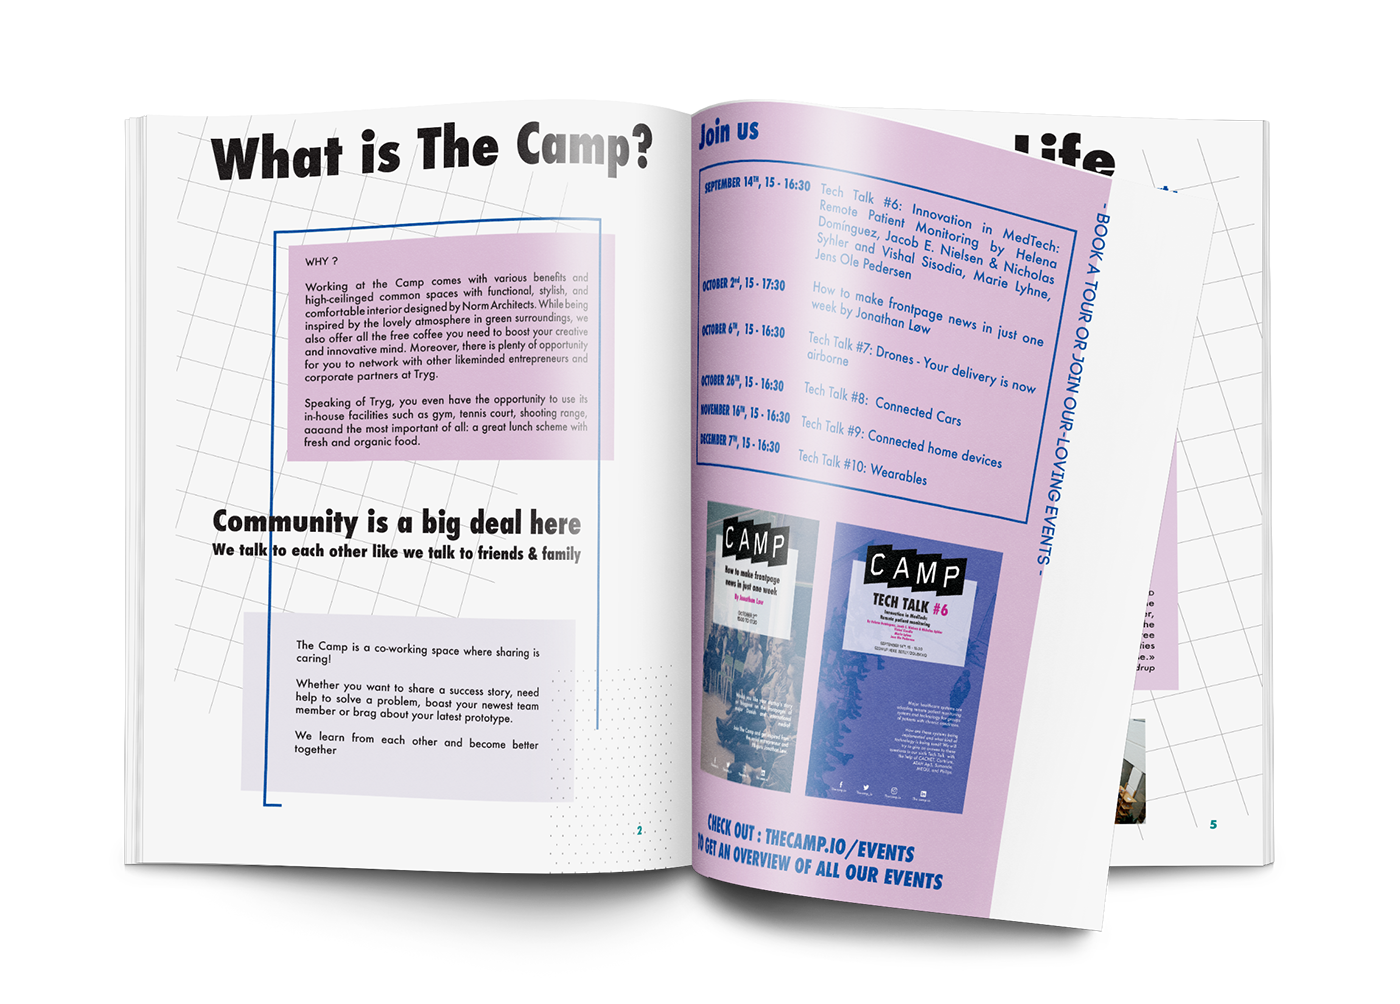 What is The Camp?
WHY ?
Working at the Camp comes with various benefits and
high-ceilinged common spaces with functional, stylish, and
comfortable interior designed by Norm Architects. While being
inspired by the lovely atmosphere in green surroundings, we
also offer all the free coffee you need to boost your creative
and innovative mind. Moreover, there is plenty of opportunity
for you to network with other likeminded entrepreneurs and
corporate partners at Tryg.
Speaking of Tryg, you even have the opportunity to use its
in-house facilities such as gym, tennis court, shooting range,
aaaand the most important of all: a great lunch scheme with
fresh and organic food.
Community is a big deal here
We talk to each other like we talk to friends & family
The Camp is a co-working space where sharing is
caring!
Whether you want to share a success story, need
help to solve a problem, boast your newest team
member or brag about your latest prototype.
We learn from each other and become better
together
2
Join us
SEPTEMBER 14TH, 15 - 16:30
Tech Talk #6: Innovation in MedTech:
Remote Patient Monitoring by Helena
Domínguez, Jacob E. Nielsen & Nicholas
Syhler and Vishal Sisodia, Marie Lyhne,
Jens Ole Pedersen
OCTOBER 2nd, 15 - 17:30
How to make frontpage news in just one
week by Jonathan Løw
OCTOBER 6TH, 15 - 16:30
Tech Talk #7: Drones - Your delivery is now
airborne
OCTOBER 26TH, 15 - 16:30
Tech Talk #8: Connected Cars
NOVEMBER 16TH, 15 - 16:30
Tech Talk #9: Connected home devices
DECEMBER 7TH, 15 - 16:30
Tech Talk #10: Wearables
- BOOK A TOUR OR JOIN OUR-LOVING EVENTS -
CAMP
How to make frontpage
news in just one week
By Jonathan Løw
CAMP
TECH TALK #6
Innovation in MedTech:
Remote patient monitoring
CHECK OUT : THECAMP.IO/EVENTS
TO GET AN OVERVIEW OF ALL OUR EVENTS
Life
5